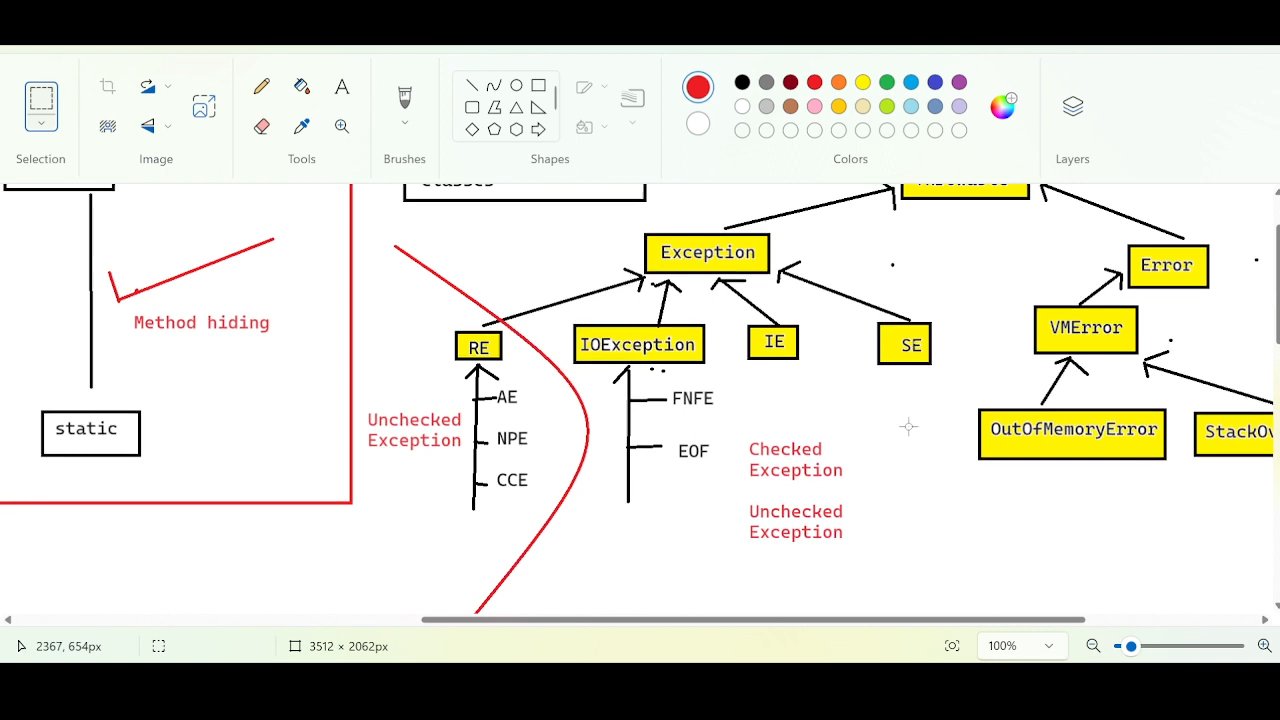 Selection
Image
Tools
Brushes
Shapes
Colors
Layers
Exception
Error
Method hiding
RE
IOException
IE
SE
VMError
static
Unchecked
Exception
AE
NPE
CCE
FNFE
EOF
Checked
Exception
Unchecked
Exception
OutOfMemoryError
2367, 654px
3512 × 2062px
100%